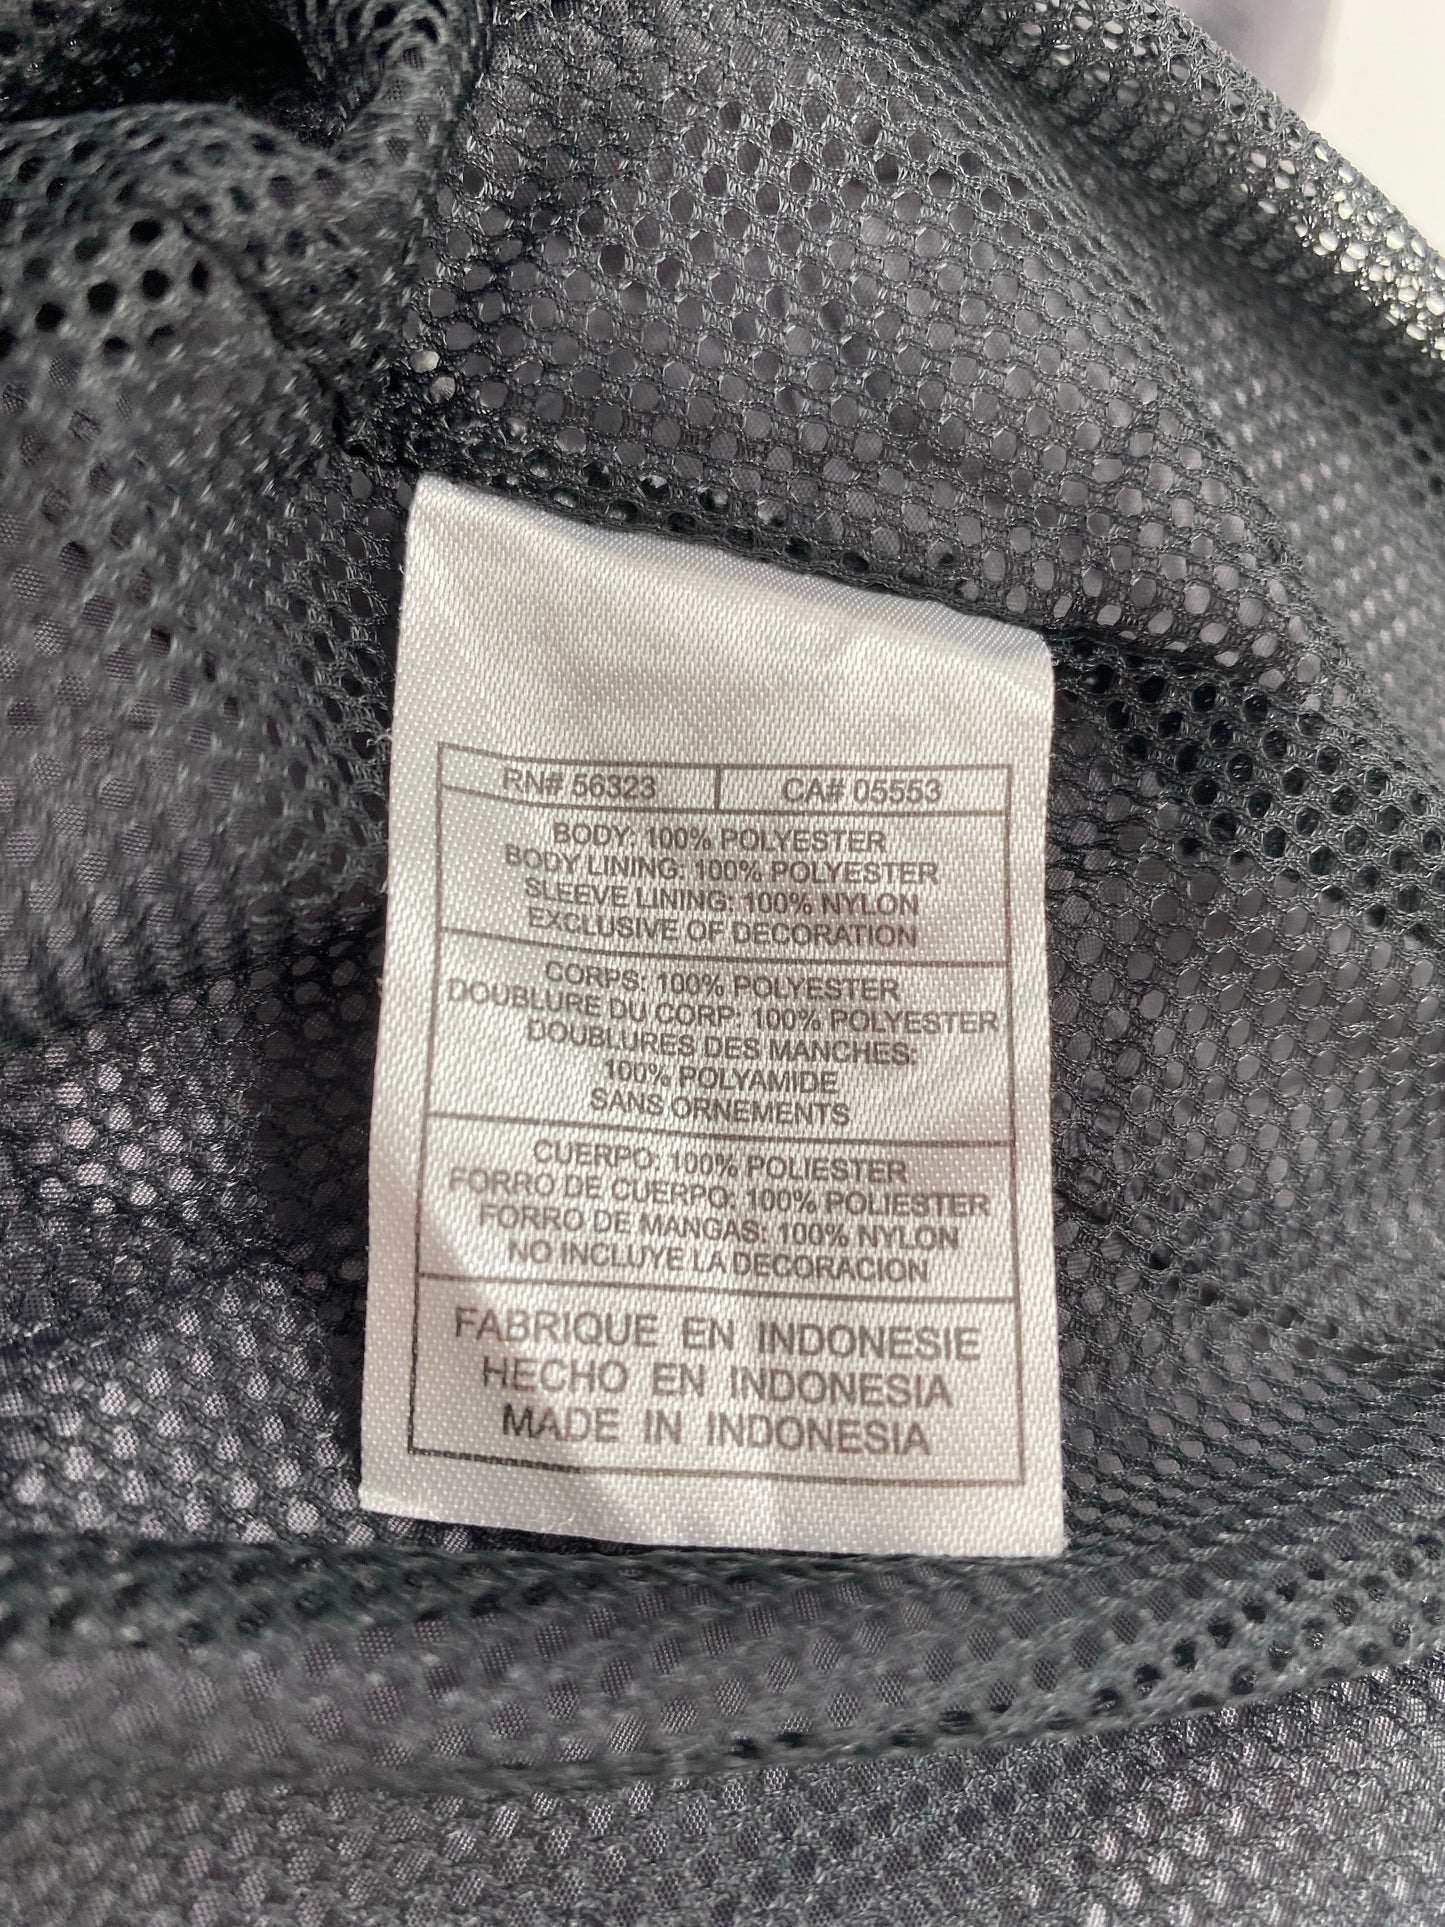 RN# 56323 CA# 05553
BODY: 100% POLYESTER
BODY LINING: 100% POLYESTER
SLEEVE LINING: 100% NYLON
EXCLUSIVE OF DECORATION
CORPS: 100% POLYESTER
DOUBLURE DU CORP: 100% POLYESTER
DOUBLURES DES MANCHES:
100% POLYAMIDE
SANS ORNEMENTS
CUERPO: 100% POLIESTER
FORRO DE CUERPO: 100% POLIESTER
FORRO DE MANGAS: 100% NYLON
NO INCLUYE LA DECORACION
FABRIQUE EN INDONESIE
HECHO EN INDONESIA
MADE IN INDONESIA